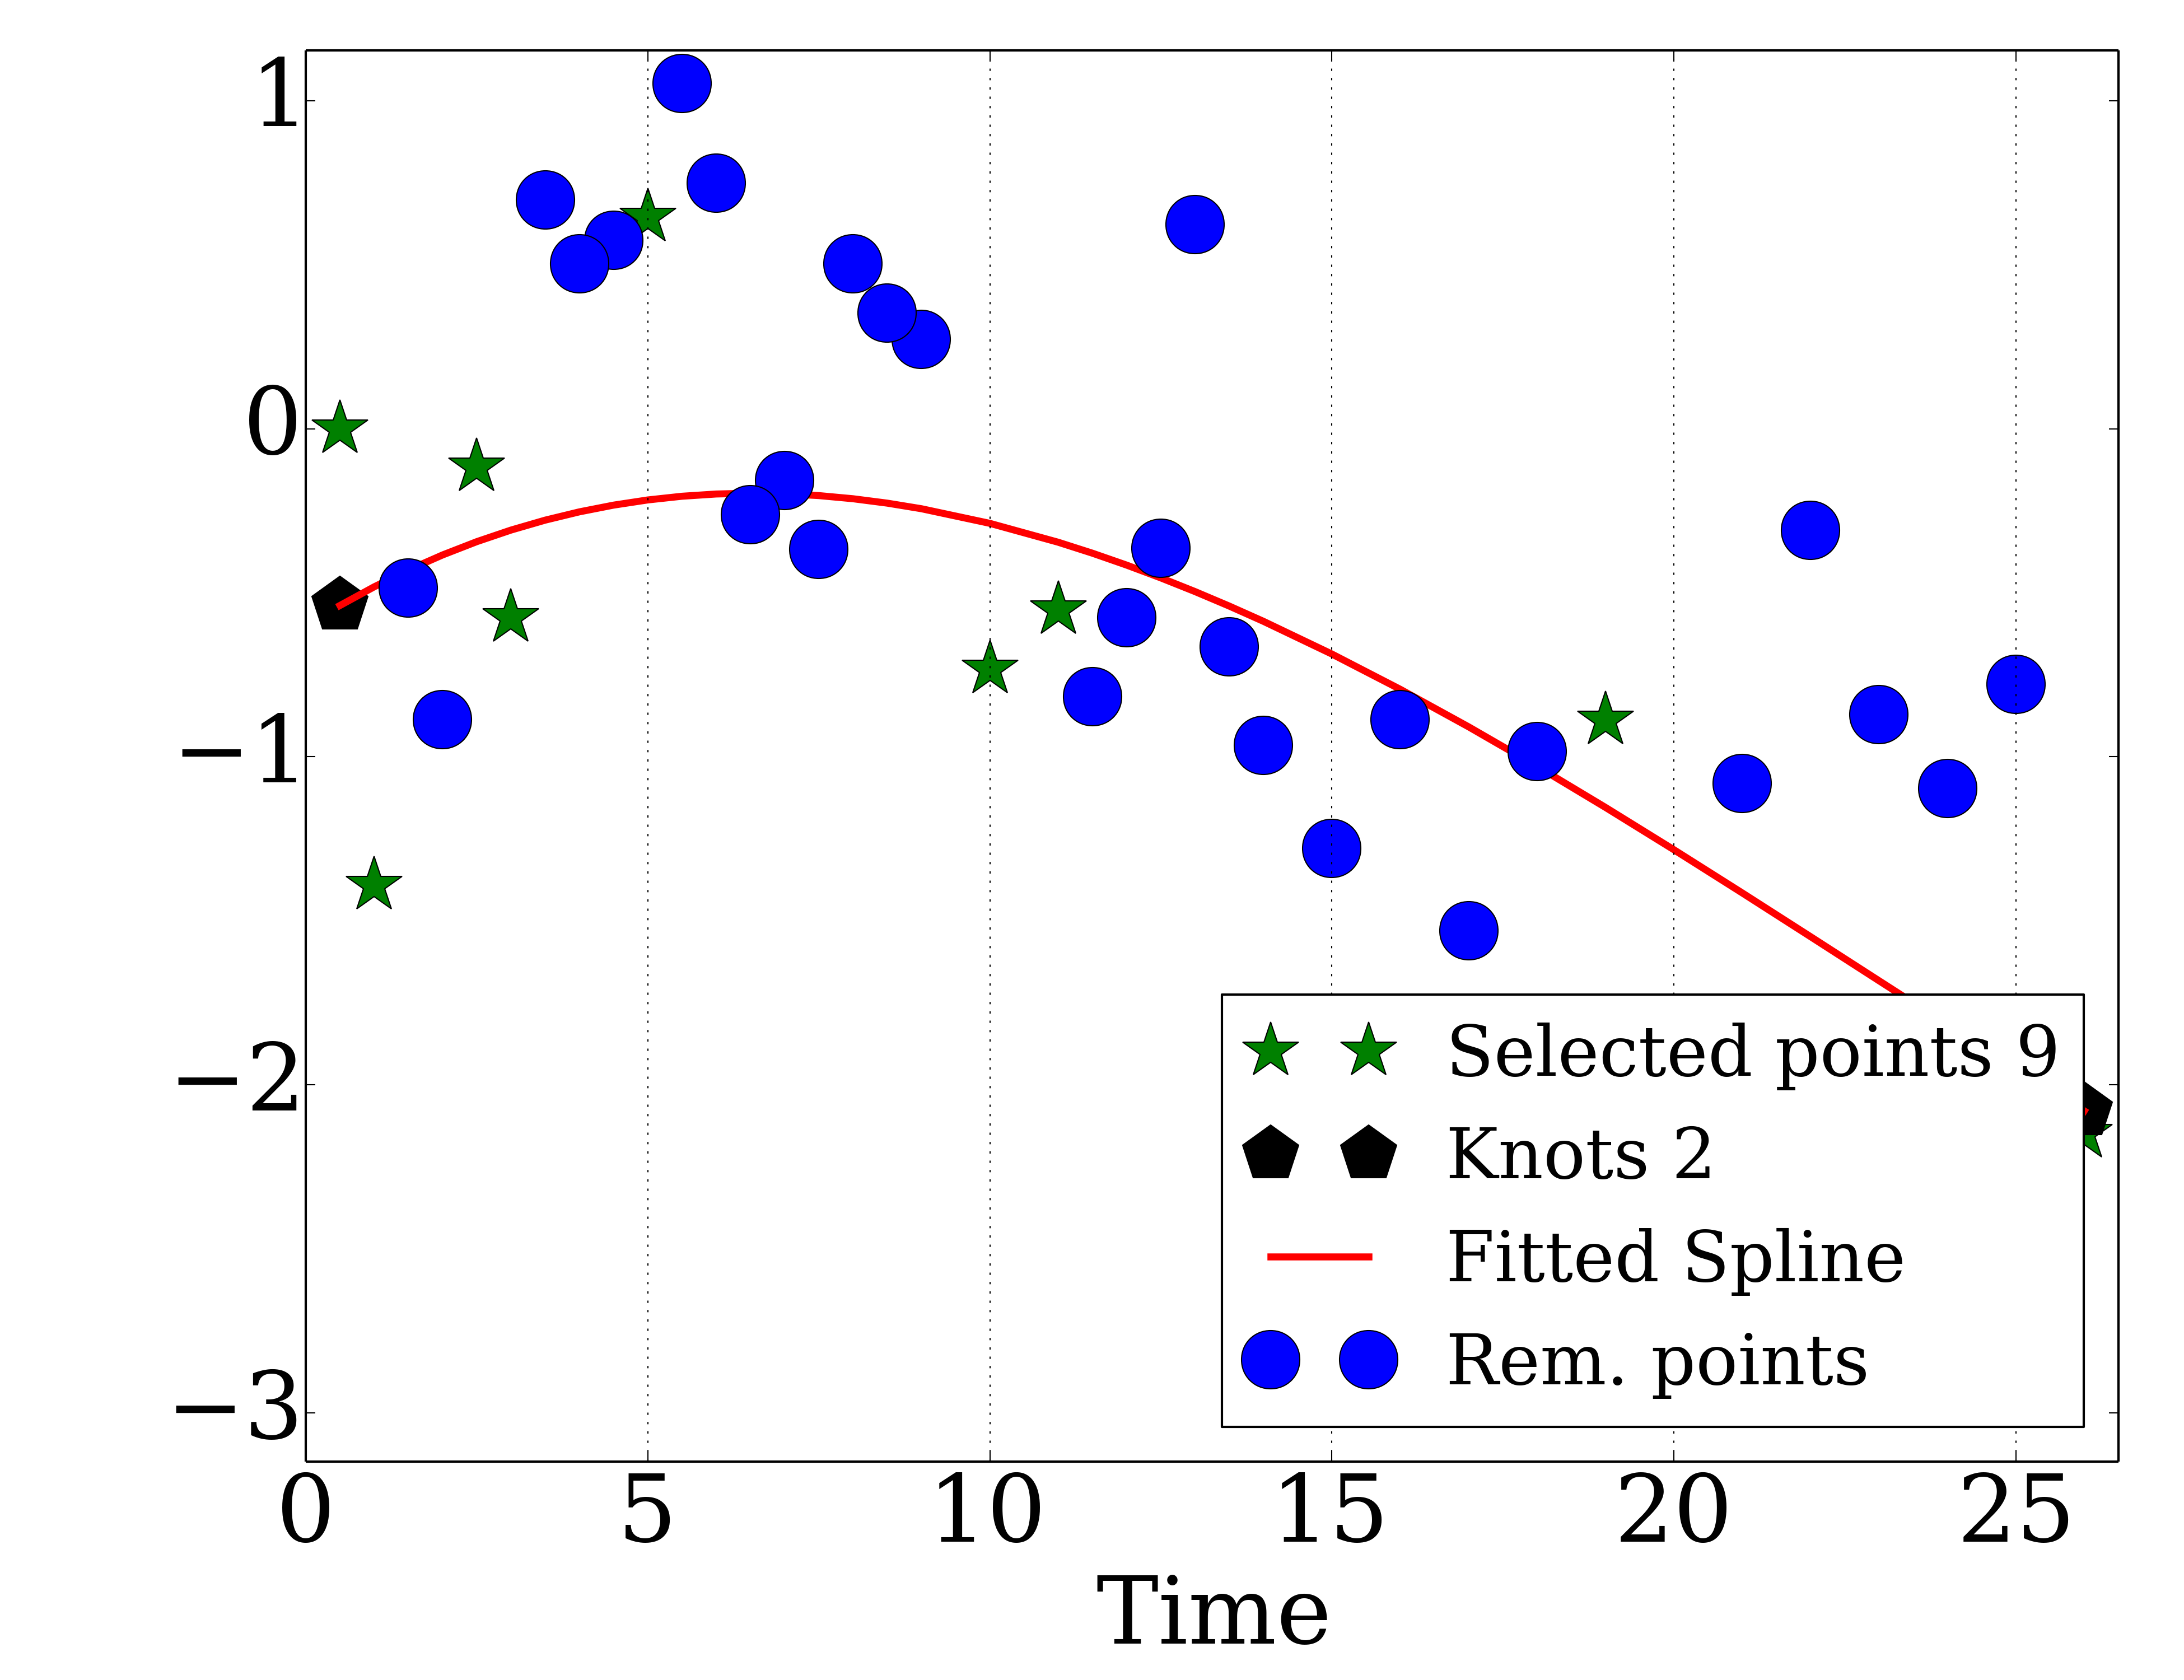 1
0
−1
−2
−3
Selected points 9
Knots 2
Fitted Spline
Rem. points
0 5 10 15 20 25
Time